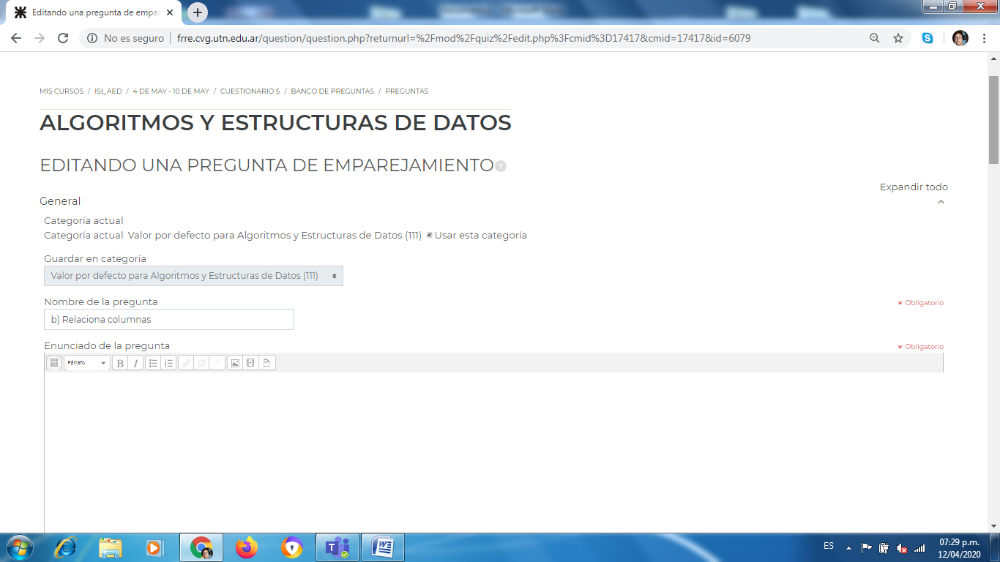 Editando una pregunta de empar
No es seguro
frre.cvg.utn.edu.ar/question/question.php?returnurl=%2Fmod%2Fquiz%2Fedit.php%3Fcmid%3D17417&cmid=17417&id=6079
MIS CURSOS / ISI_AED / 4 DE MAY - 10 DE MAY / CUESTIONARIO 5 / BANCO DE PREGUNTAS / PREGUNTAS
ALGORITMOS Y ESTRUCTURAS DE DATOS
EDITANDO UNA PREGUNTA DE EMPAREJAMIENTO
Expandir todo
General
Categoría actual
Categoría actual Valor por defecto para Algoritmos y Estructuras de Datos (111) Usar esta categoría
Guardar en categoría
Valor por defecto para Algoritmos y Estructuras de Datos (111)
Nombre de la pregunta
Obligatorio
b) Relaciona columnas
Enunciado de la pregunta
Obligatorio
Párrafo B I
ES
07:29 p.m.
12/04/2020